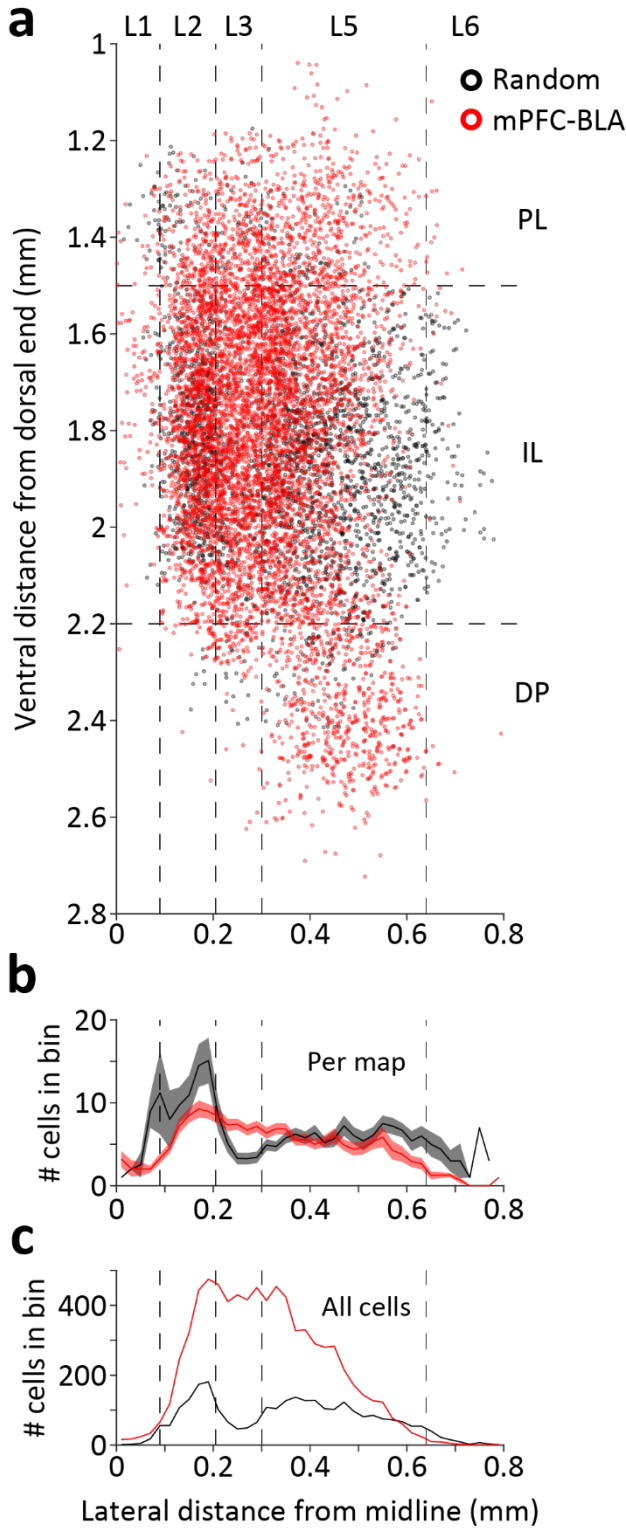 a
L1 L2 L3 L5 L6
Random
mPFC-BLA
Ventral distance from dorsal end (mm)
1
1.2
1.4
1.6
1.8
2
2.2
2.4
2.6
2.8
PL
IL
DP
0 0.2 0.4 0.6 0.8
b
# cells in bin
20
10
0
Per map
0 0.2 0.4 0.6 0.8
c
# cells in bin
400
200
0
All cells
0 0.2 0.4 0.6 0.8
Lateral distance from midline (mm)